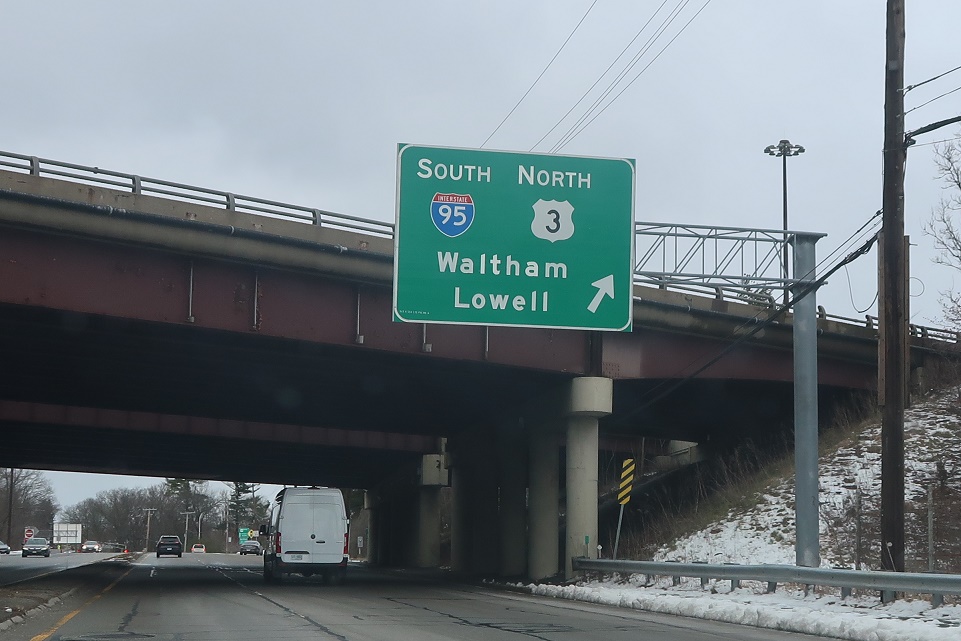 SOUTH NORTH
INTERSTATE
95 3
Waltham
Lowell